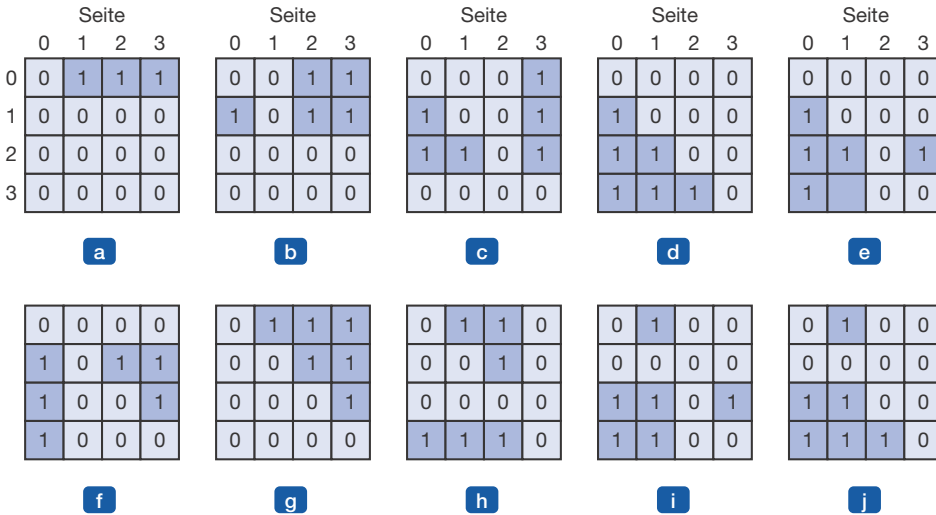 Seite Seite Seite Seite Seite
0 1 2 3 0 1 2 3 0 1 2 3 0 1 2 3 0 1 2 3
0 0 1 1 1 0 0 1 1 0 0 0 1 0 0 0 0 0 0 0 0
1 0 0 0 0 1 0 1 1 1 0 0 1 1 0 0 0 1 0 0 0
2 0 0 0 0 0 0 0 0 1 1 0 1 1 1 0 0 1 1 0 1
3 0 0 0 0 0 0 0 0 0 0 0 0 1 1 1 0 1 0 0
a b c d e
0 0 0 0 0 1 1 1 0 1 1 0 0 1 0 0 0 1 0 0
1 0 1 1 0 0 1 1 0 0 1 0 0 0 0 0 0 0 0 0
1 0 0 1 0 0 0 1 0 0 0 0 1 1 0 1 1 1 0 0
1 0 0 0 0 0 0 0 1 1 1 0 1 1 0 0 1 1 1 0
f g h i j